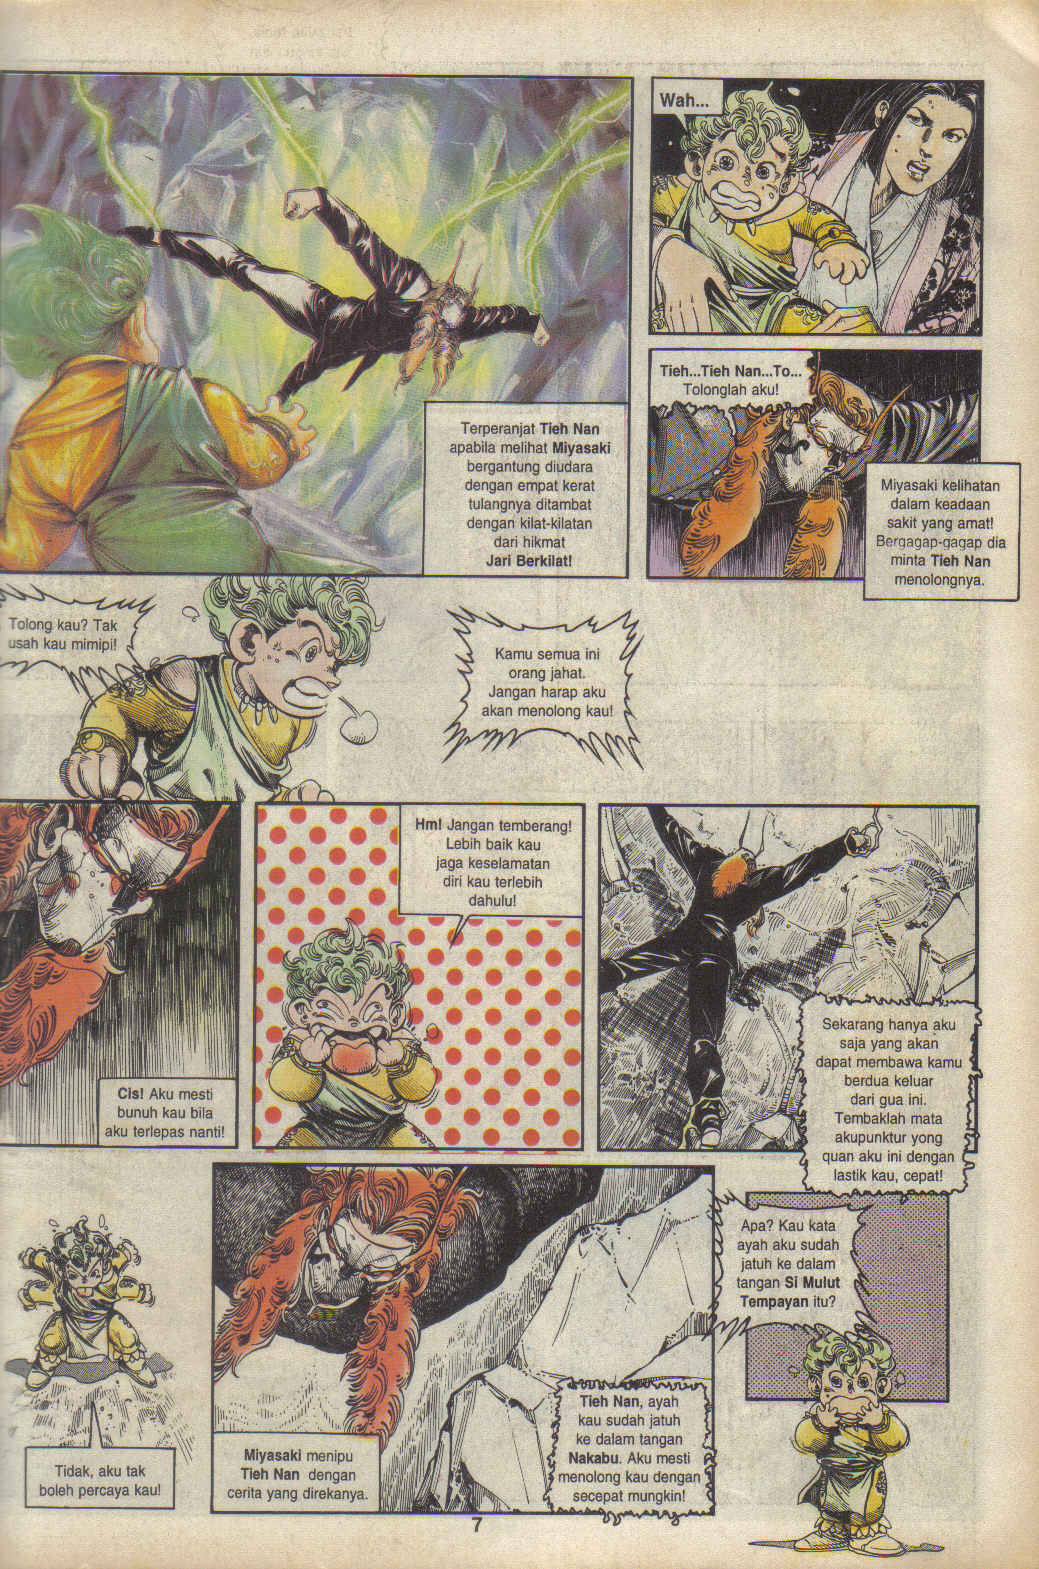 Wah...
Terperanjat Tieh Nan
apabila melihat Miyasaki
bergantung diudara
dengan empat kerat
tulangnya ditambat
dengan kilat-kilatan
dari hikmat
Jari Berkilat!
Tieh...Tieh Nan...To...
Tolonglah aku!
Miyasaki kelihatan
dalam keadaan
sakit yang amat!
Bergagap-gagap dia
minta Tieh Nan
menolongnya.
Tolong kau? Tak
usah kau mimipi!
Kamu semua ini
orang jahat.
Jangan harap aku
akan menolong kau!
Cis! Aku mesti
bunuh kau bila
aku terlepas nanti!
Hm! Jangan temberang!
Lebih baik kau
jaga keselamatan
diri kau terlebih
dahulu!
Sekarang hanya aku
saja yang akan
dapat membawa kamu
berdua keluar
dari gua ini.
Tembaklah mata
akupunktur yong
quan aku ini dengan
lastik kau, cepat!
Tidak, aku tak
boleh percaya kau!
Miyasaki menipu
Tieh Nan dengan
cerita yang direkanya.
Tieh Nan, ayah
kau sudah jatuh
ke dalam tangan
Nakabu. Aku mesti
menolong kau dengan
secepat mungkin!
Apa? Kau kata
ayah aku sudah
jatuh ke dalam
tangan Si Mulut
Tempayan itu?
7